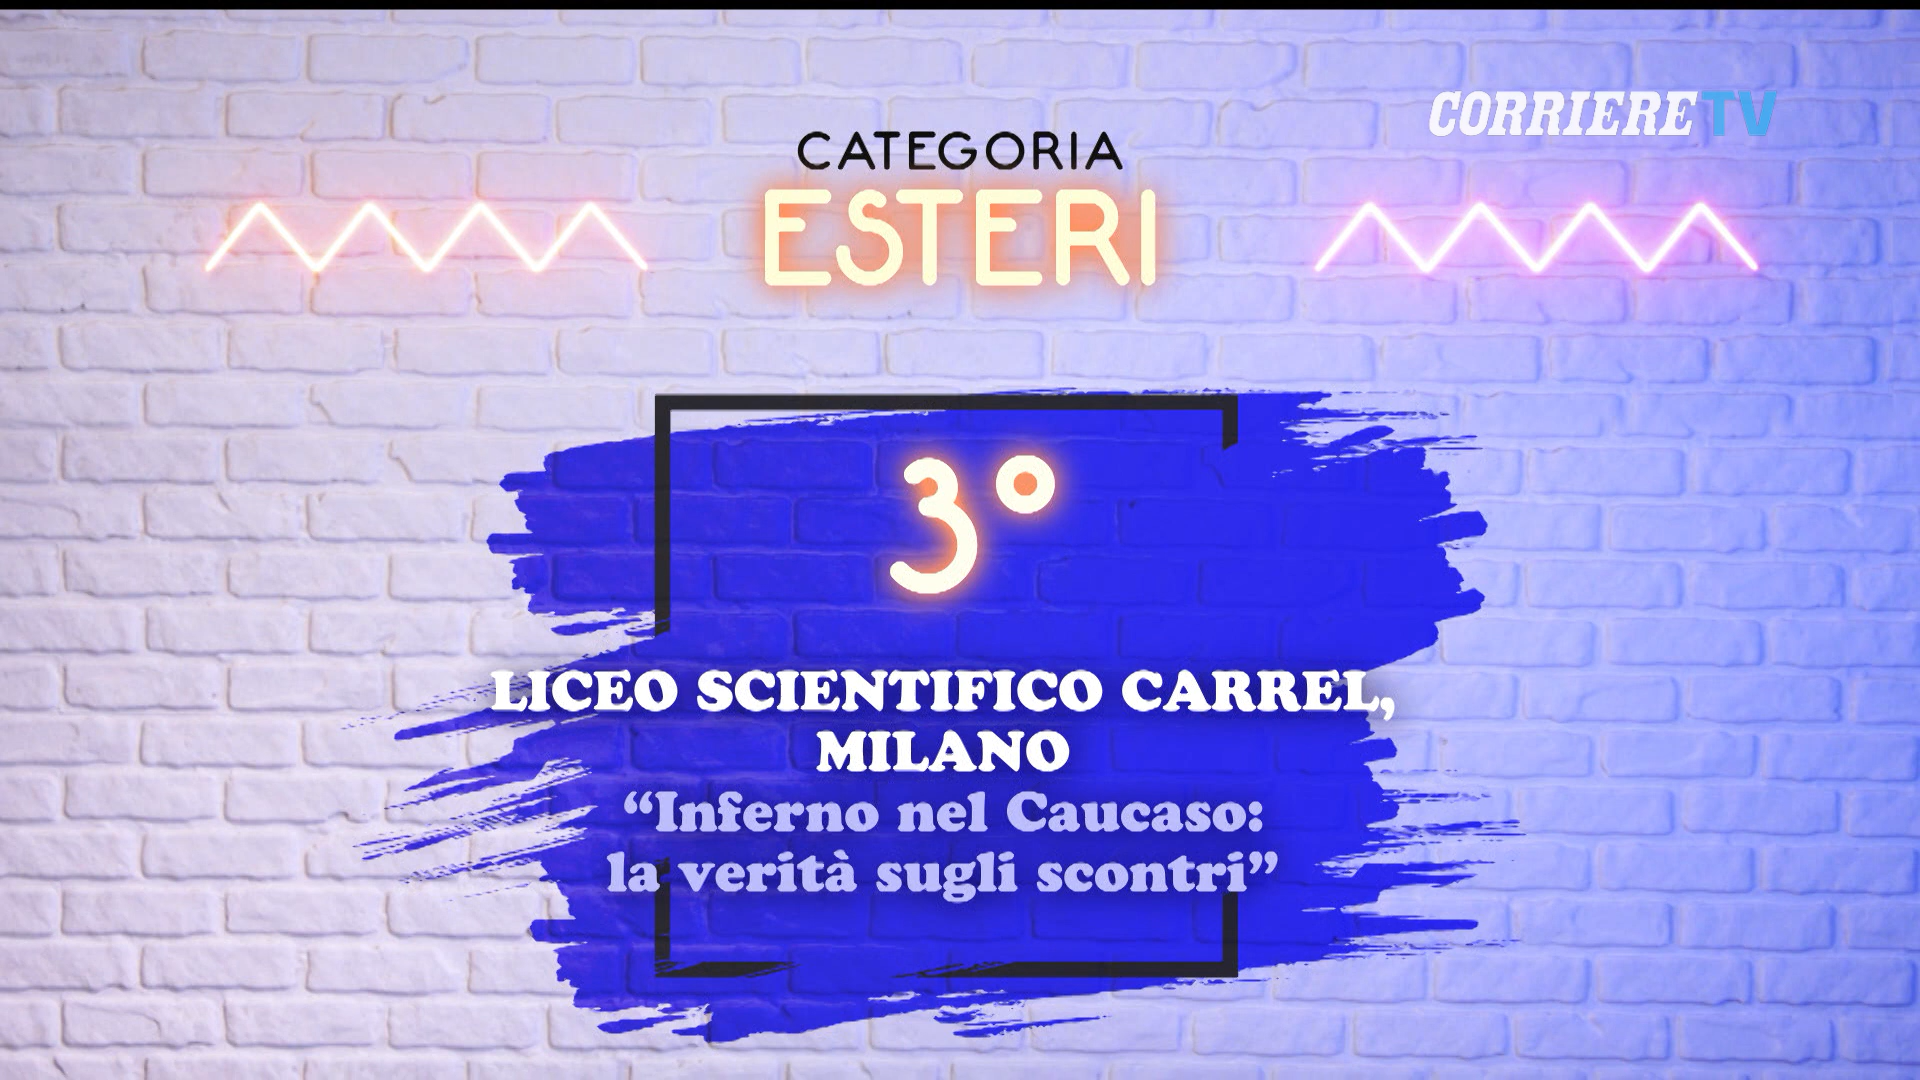 CORRIERETV
CATEGORIA
ESTERI
3°
LICEO SCIENTIFICO CARREL,
MILANO
“Inferno nel Caucaso:
la verità sugli scontri”